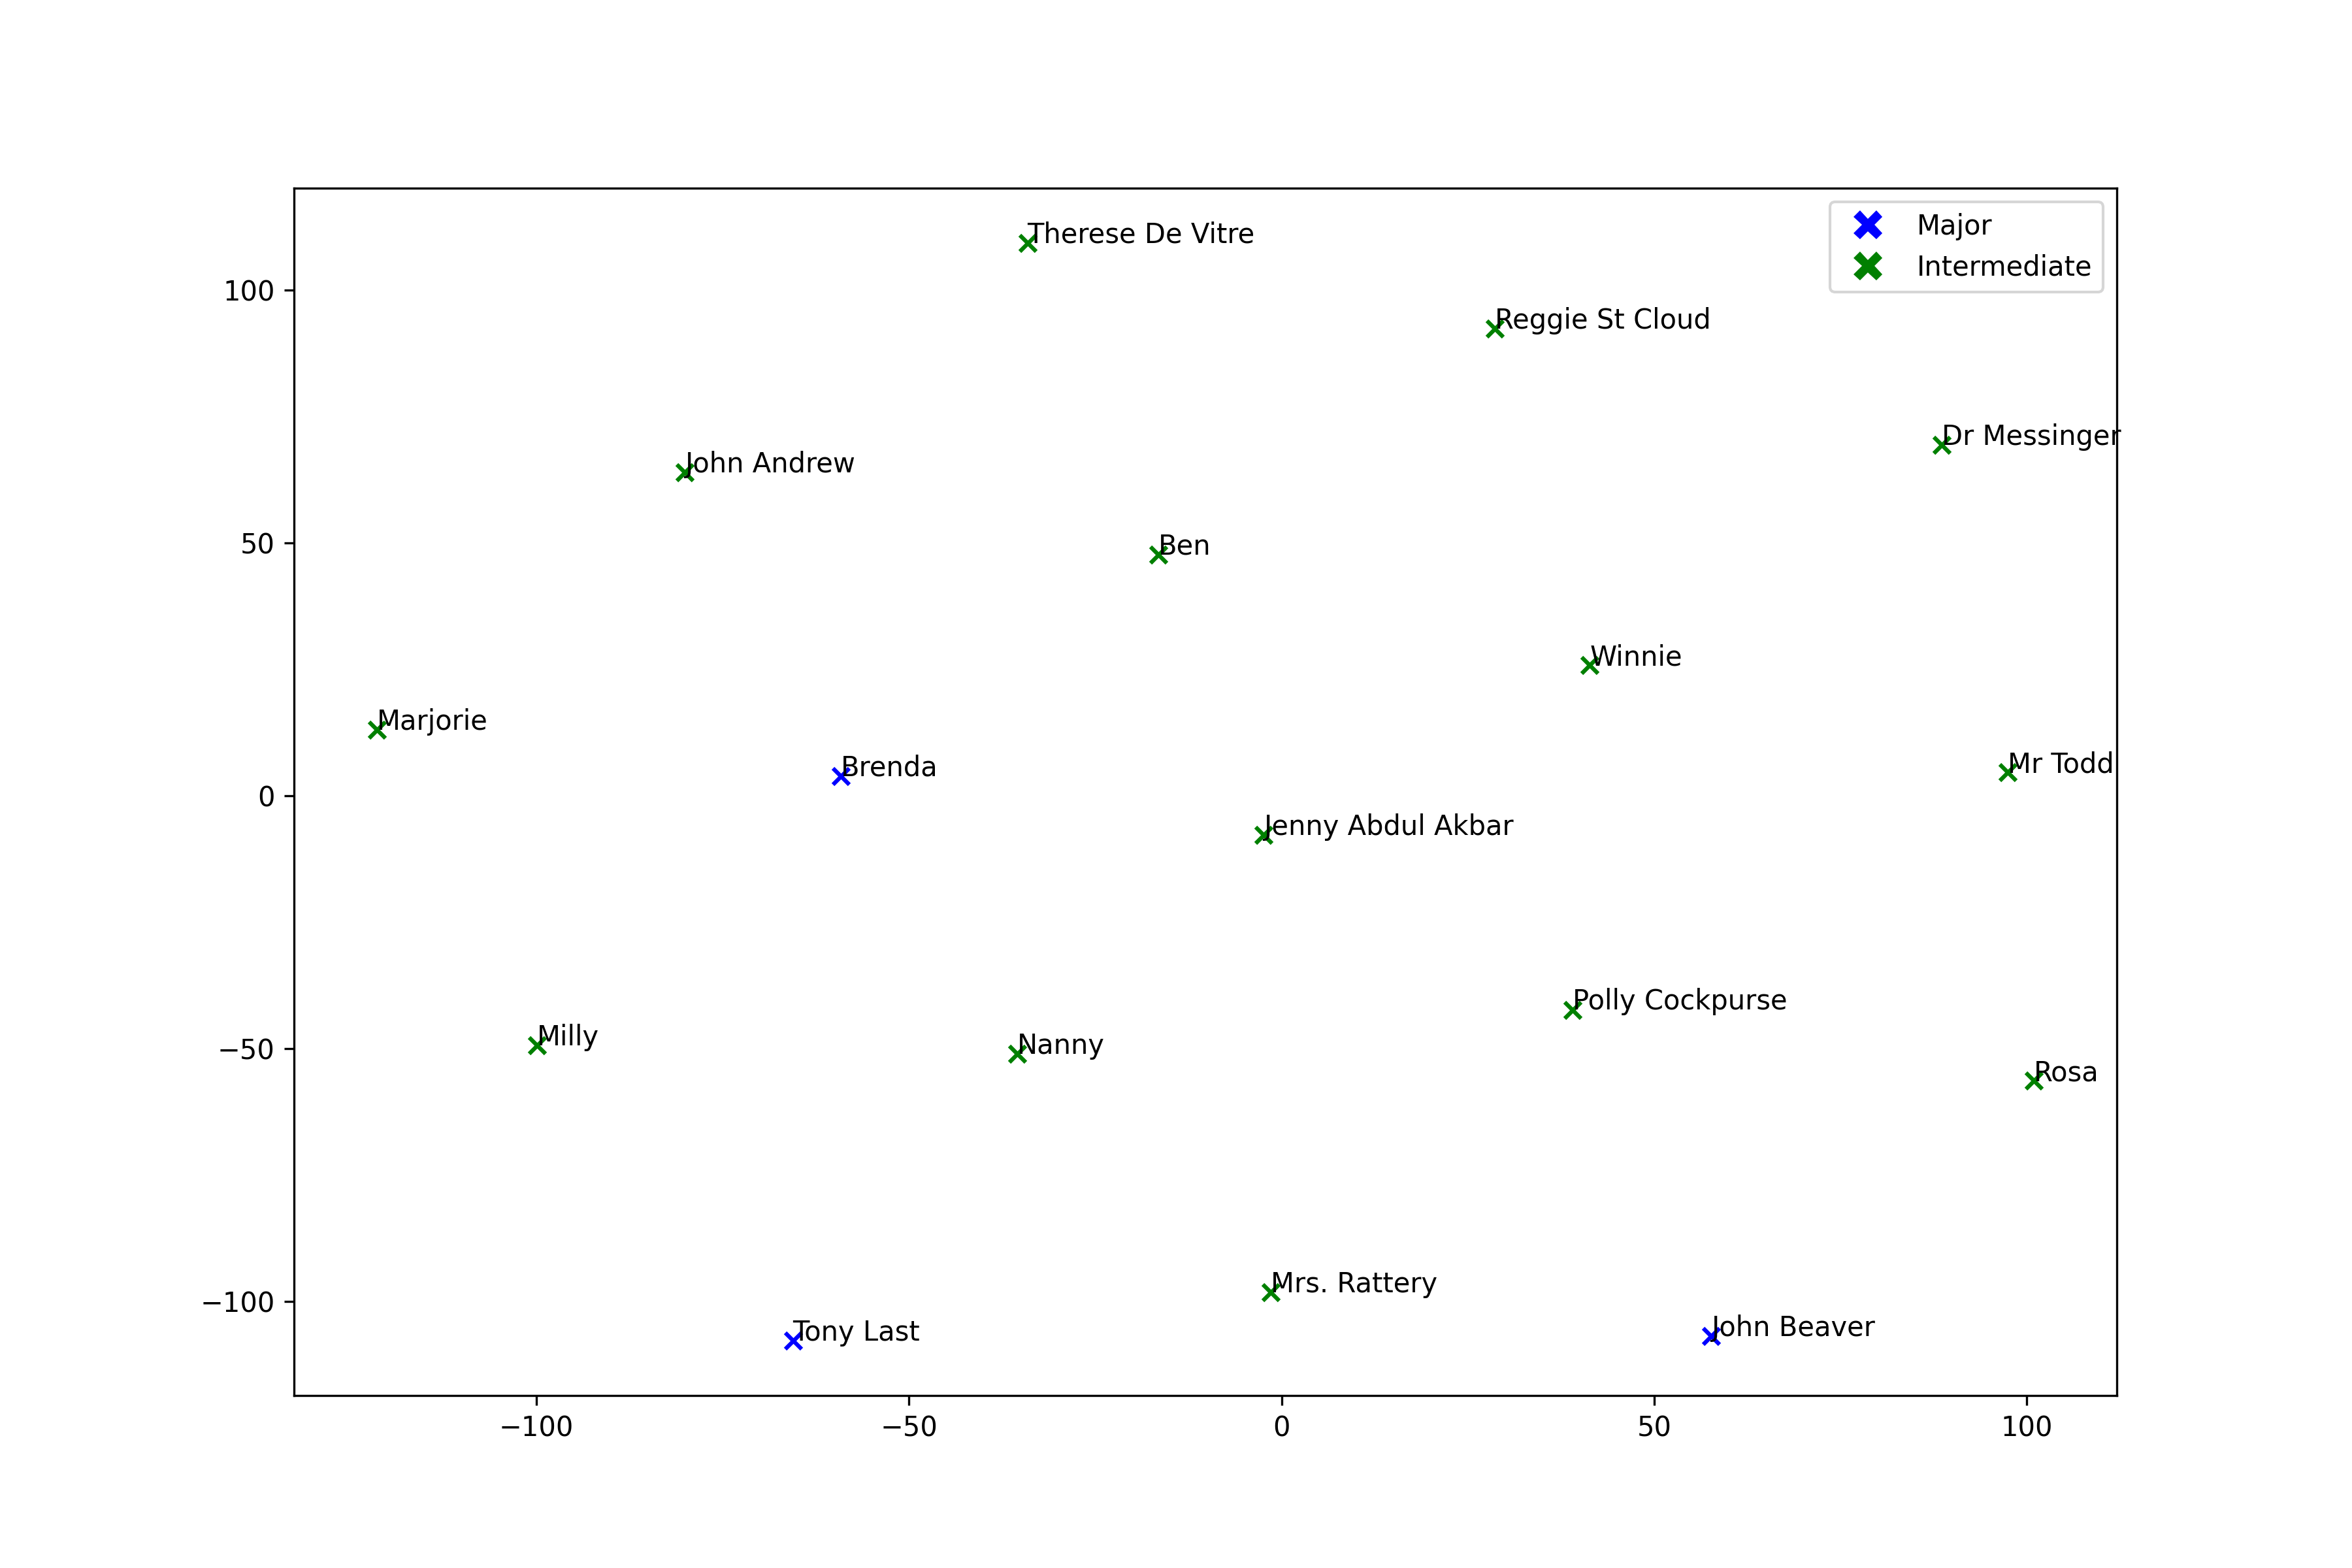 Therese De Vitre
Major
Intermediate
100
Reggie St Cloud
Dr Messinger
John Andrew
50
Ben
Winnie
Marjorie
Brenda
Mr Todd
0
Jenny Abdul Akbar
Polly Cockpurse
Milly
Nanny
−50
Rosa
Mrs. Rattery
−100
Tony Last
John Beaver
−100 −50 0 50 100